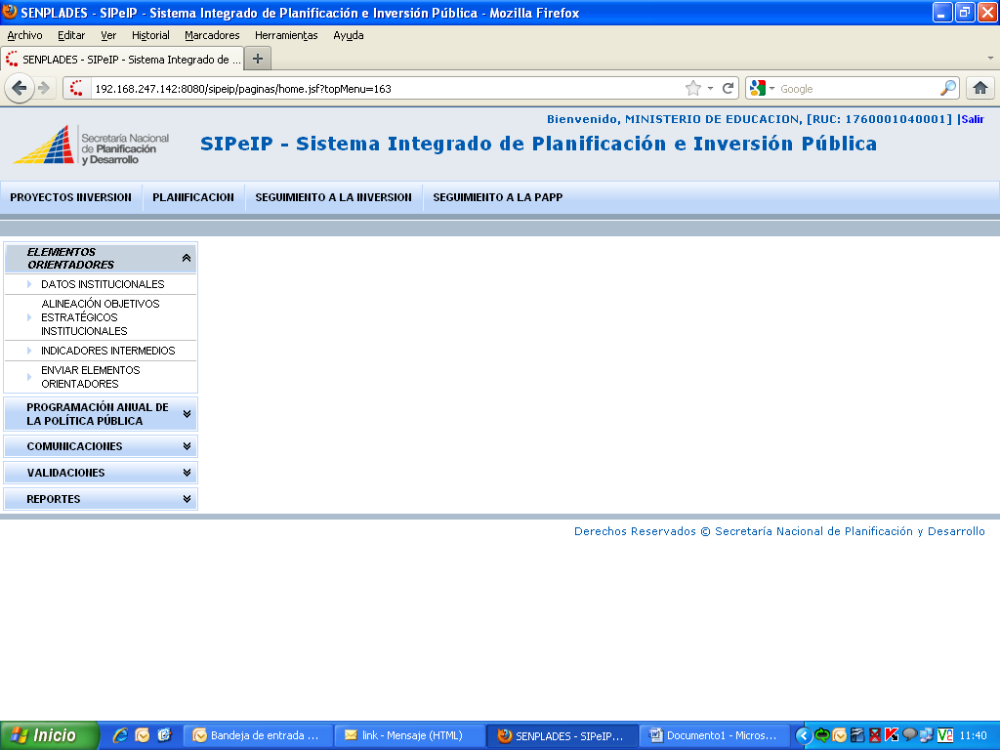 SENPLADES - SIPeIP - Sistema Integrado de Planificación e Inversión Pública - Mozilla Firefox
Archivo Editar Ver Historial Marcadores Herramientas Ayuda
SENPLADES - SIPeIP - Sistema Integrado de ...
192.168.247.142:8080/sipeip/paginas/home.jsf?topMenu=163
Google
Bienvenido, MINISTERIO DE EDUCACION, [RUC: 1760001040001] |Salir
Secretaría Nacional
de Planificación
y Desarrollo
SIPeIP - Sistema Integrado de Planificación e Inversión Pública
PROYECTOS INVERSION PLANIFICACION SEGUIMIENTO A LA INVERSION SEGUIMIENTO A LA PAPP
ELEMENTOS
ORIENTADORES
DATOS INSTITUCIONALES
ALINEACIÓN OBJETIVOS
ESTRATÉGICOS
INSTITUCIONALES
INDICADORES INTERMEDIOS
ENVIAR ELEMENTOS
ORIENTADORES
PROGRAMACIÓN ANUAL DE
LA POLÍTICA PÚBLICA
COMUNICACIONES
VALIDACIONES
REPORTES
Derechos Reservados © Secretaría Nacional de Planificación y Desarrollo
Inicio
Bandeja de entrada ...
link - Mensaje (HTML)
SENPLADES - SIPeIP...
Documento1 - Micros...
11:40